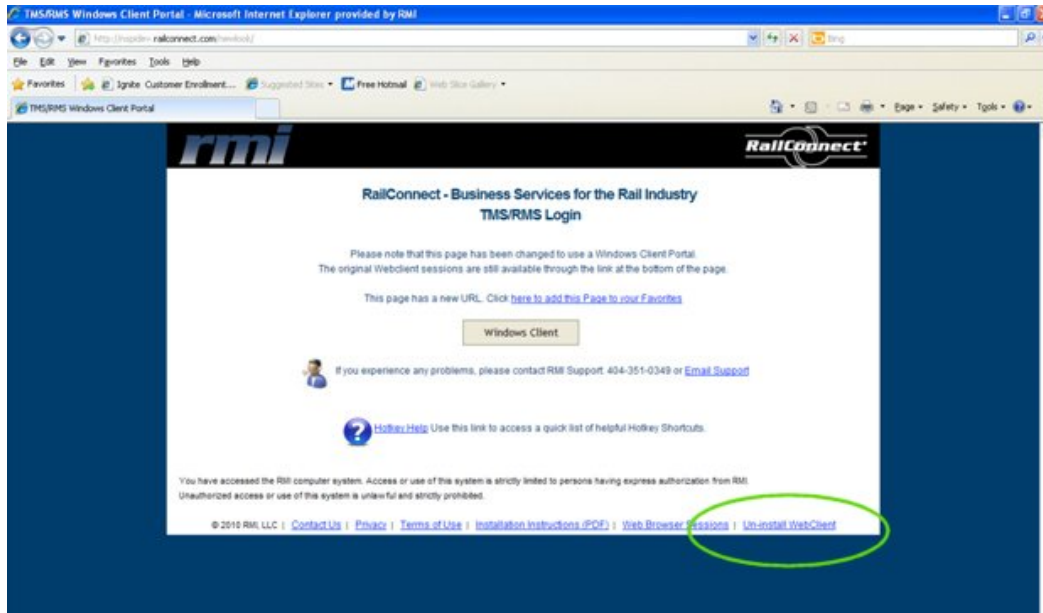 TMS/RMS Windows Client Portal - Microsoft Internet Explorer provided by RMI
railconnect.com/newlook/
Bing
File Edit View Favorites Tools Help
Favorites Ignite Customer Enrollment... Suggested Sites Free Hotmail Web Slice Gallery
TMS/RMS Windows Client Portal
Page Safety Tools
rmi
RailConnect
RailConnect - Business Services for the Rail Industry
TMS/RMS Login
Please note that this page has been changed to use a Windows Client Portal.
The original Webclient sessions are still available through the link at the bottom of the page.
This page has a new URL. Click here to add this Page to your Favorites
Windows Client
If you experience any problems, please contact RMI Support. 404-351-0349 or Email Support
? Hotkey Help Use this link to access a quick list of helpful Hotkey Shortcuts.
You have accessed the RMI computer system. Access or use of this system is strictly limited to persons having express authorization from RMI.
Unauthorized access or use of this system is unlawful and strictly prohibited.
© 2010 RMI, LLC | Contact Us | Privacy | Terms of Use | Installation Instructions (PDF) | Web Browser Sessions | Un-install WebClient